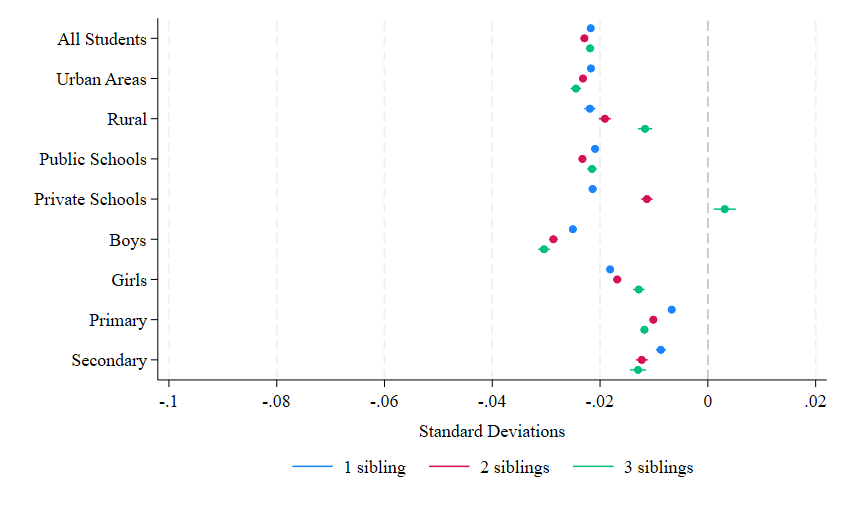 All Students
Urban Areas
Rural
Public Schools
Private Schools
Boys
Girls
Primary
Secondary
-.1 -.08 -.06 -.04 -.02 0 .02
Standard Deviations
1 sibling 2 siblings 3 siblings